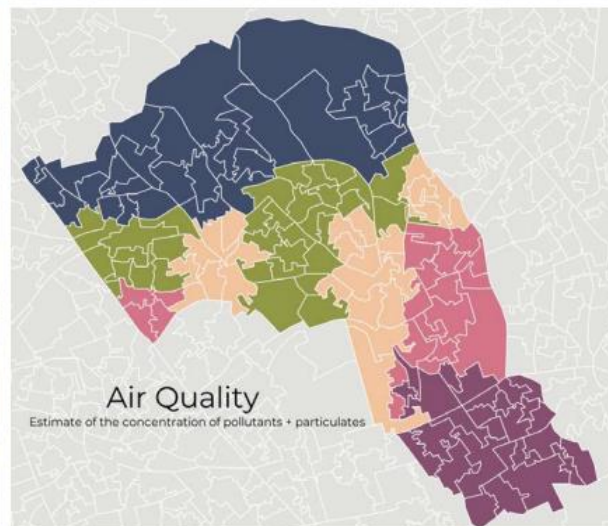 Air Quality
Estimate of the concentration of pollutants + particulates